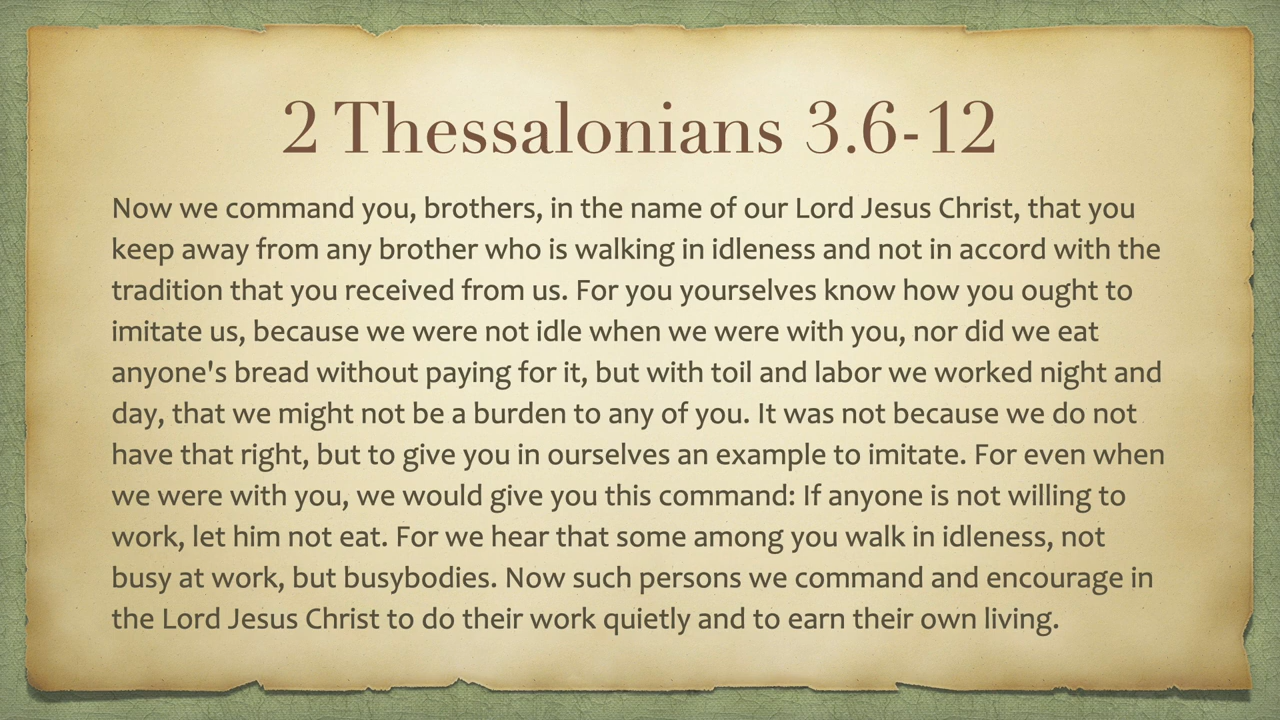 2 Thessalonians 3.6-12
Now we command you, brothers, in the name of our Lord Jesus Christ, that you
keep away from any brother who is walking in idleness and not in accord with the
tradition that you received from us. For you yourselves know how you ought to
imitate us, because we were not idle when we were with you, nor did we eat
anyone's bread without paying for it, but with toil and labor we worked night and
day, that we might not be a burden to any of you. It was not because we do not
have that right, but to give you in ourselves an example to imitate. For even when
we were with you, we would give you this command: If anyone is not willing to
work, let him not eat. For we hear that some among you walk in idleness, not
busy at work, but busybodies. Now such persons we command and encourage in
the Lord Jesus Christ to do their work quietly and to earn their own living.